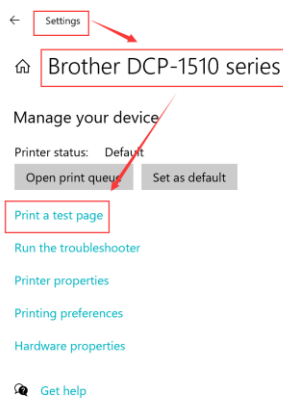 Settings
Brother DCP-1510 series
Manage your device
Printer status: Default
Open print queue Set as default
Print a test page
Run the troubleshooter
Printer properties
Printing preferences
Hardware properties
Get help